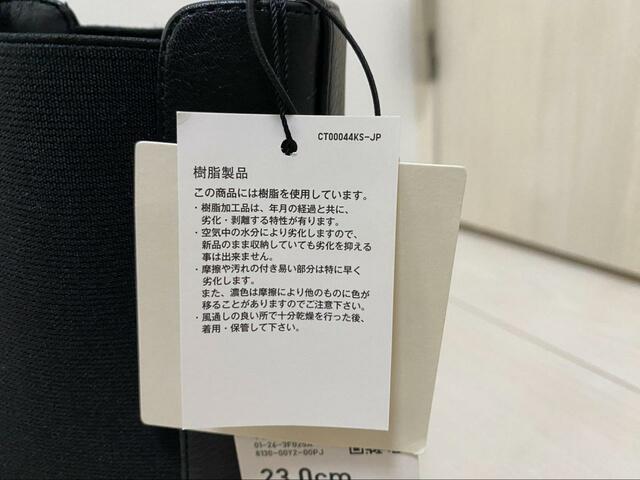 CT00044KS-JP
樹脂製品
この商品には樹脂を使用しています。
・樹脂加工品は、年月の経過と共に、
劣化・剥離する特性が有ります。
・空気中の水分により劣化しますので、
新品のまま収納していても劣化を抑える
事は出来ません。
・摩擦や汚れの付き易い部分は特に早く
劣化します。
また、濃色は摩擦により他のものに色が
移ることがありますのでご注意下さい。
・風通しの良い所で十分乾燥を行った後、
着用・保管して下さい。
6130-G0Y2-00PJ
23.0cm